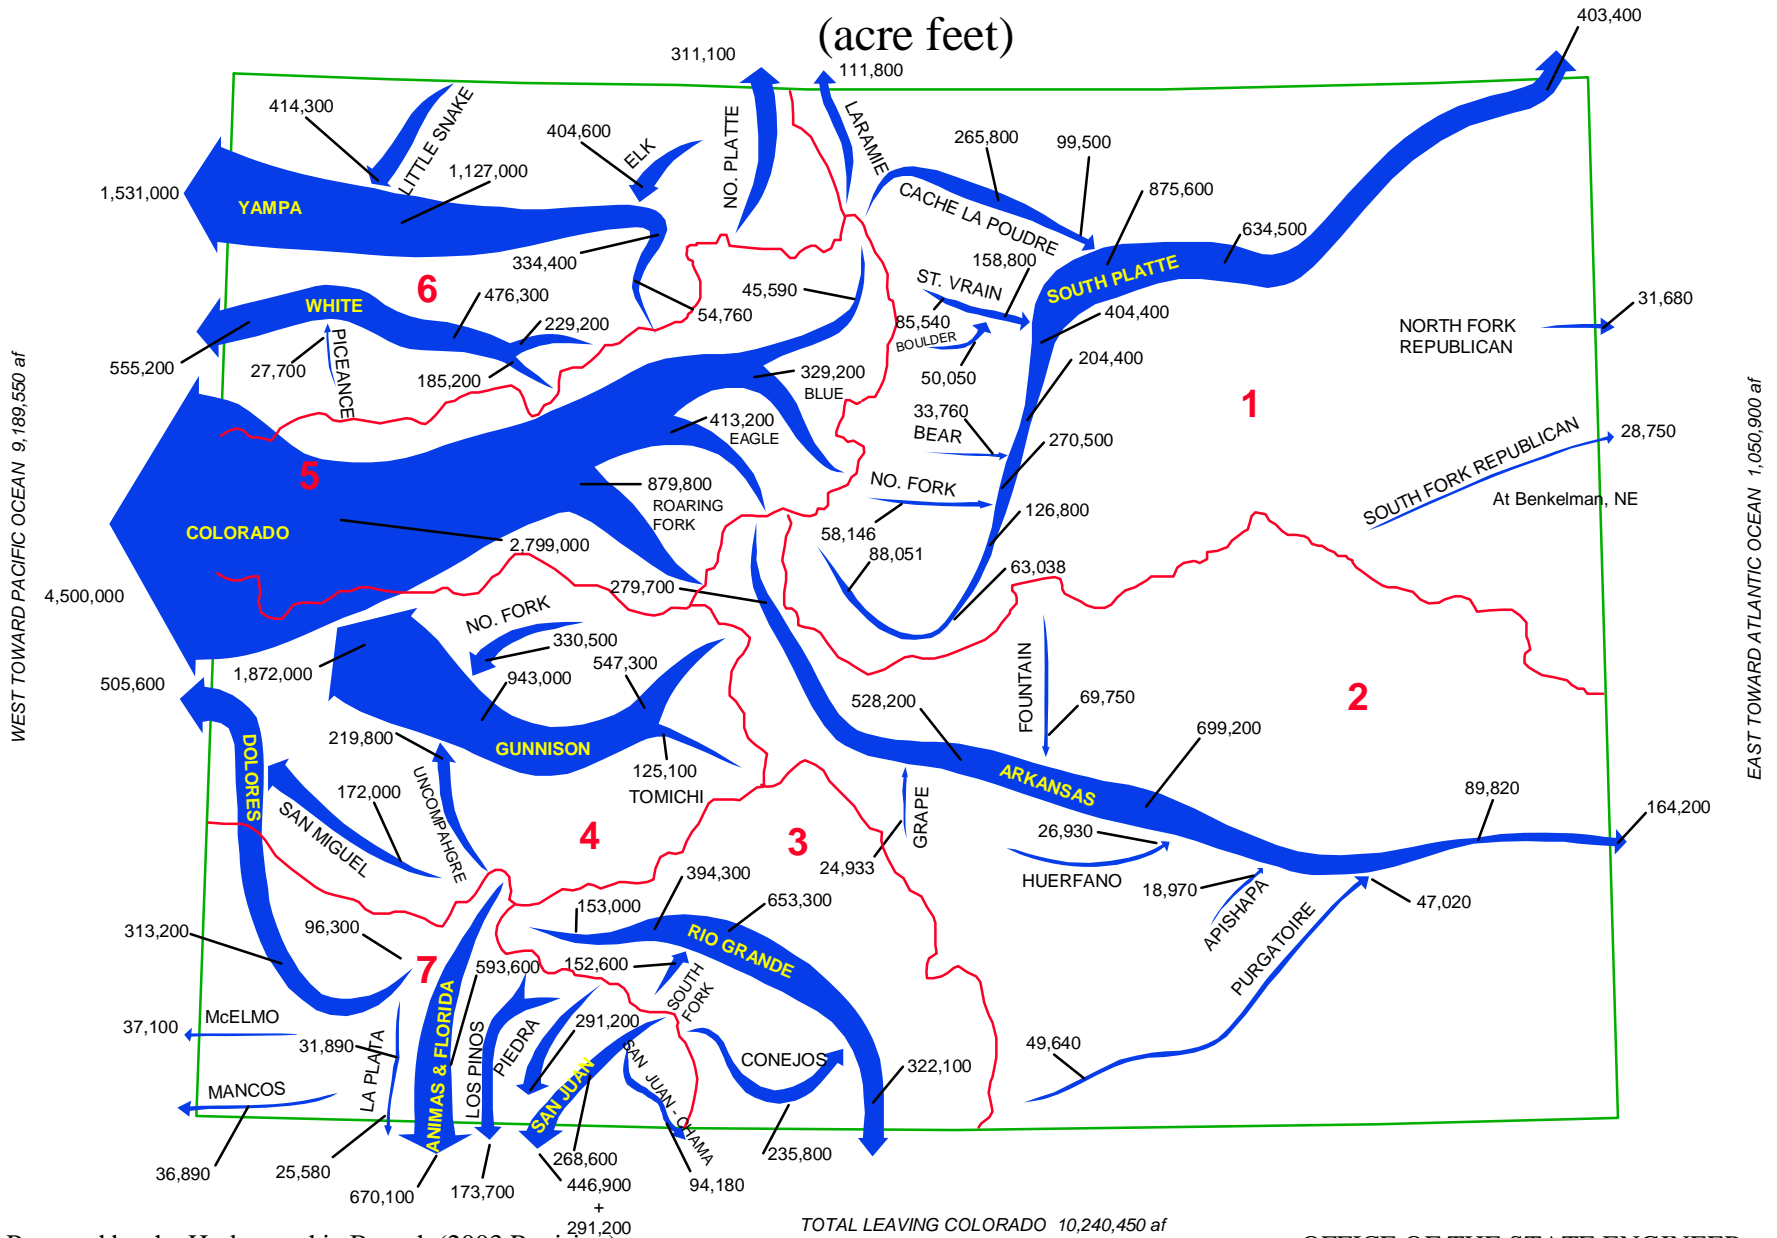 (acre feet)
403,400
311,100
111,800
414,300
LITTLE SNAKE
404,600
ELK
NO. PLATTE
LARAMIE
265,800
99,500
1,127,000
CACHE LA POUDRE
875,600
1,531,000
YAMPA
634,500
334,400
158,800
SOUTH PLATTE
6
45,590
ST. VRAIN
476,300
WHITE
54,760
229,200
85,540
404,400
31,680
NORTH FORK
REPUBLICAN
BOULDER
PICEANCE
555,200
27,700
185,200
329,200
BLUE
50,050
204,400
1
413,200
EAGLE
33,760
BEAR
270,500
SOUTH FORK REPUBLICAN
28,750
5
879,800
ROARING
FORK
NO. FORK
At Benkelman, NE
COLORADO
2,799,000
58,146
126,800
88,051
63,038
279,700
4,500,000
WEST TOWARD PACIFIC OCEAN 9,189,550 af
EAST TOWARD ATLANTIC OCEAN 1,050,900 af
NO. FORK
330,500
547,300
1,872,000
943,000
505,600
FOUNTAIN
69,750
2
528,200
699,200
219,800
GUNNISON
DOLORES
125,100
TOMICHI
ARKANSAS
172,000
SAN MIGUEL
UNCOMPAHGRE
89,820
164,200
GRAPE
26,930
4
3
24,933
HUERFANO
18,970
APISHAPA
47,020
394,300
653,300
153,000
96,300
313,200
RIO GRANDE
PURGATOIRE
7
593,600
152,600
SOUTH
FORK
McELMO
37,100
31,890
LA PLATA
ANIMAS & FLORIDA
LOS PINOS
PIEDRA
291,200
SAN JUAN
SAN JUAN - CHAMA
CONEJOS
322,100
49,640
MANCOS
36,890
25,580
670,100
173,700
268,600
446,900
+
291,200
94,180
235,800
TOTAL LEAVING COLORADO 10,240,450 af